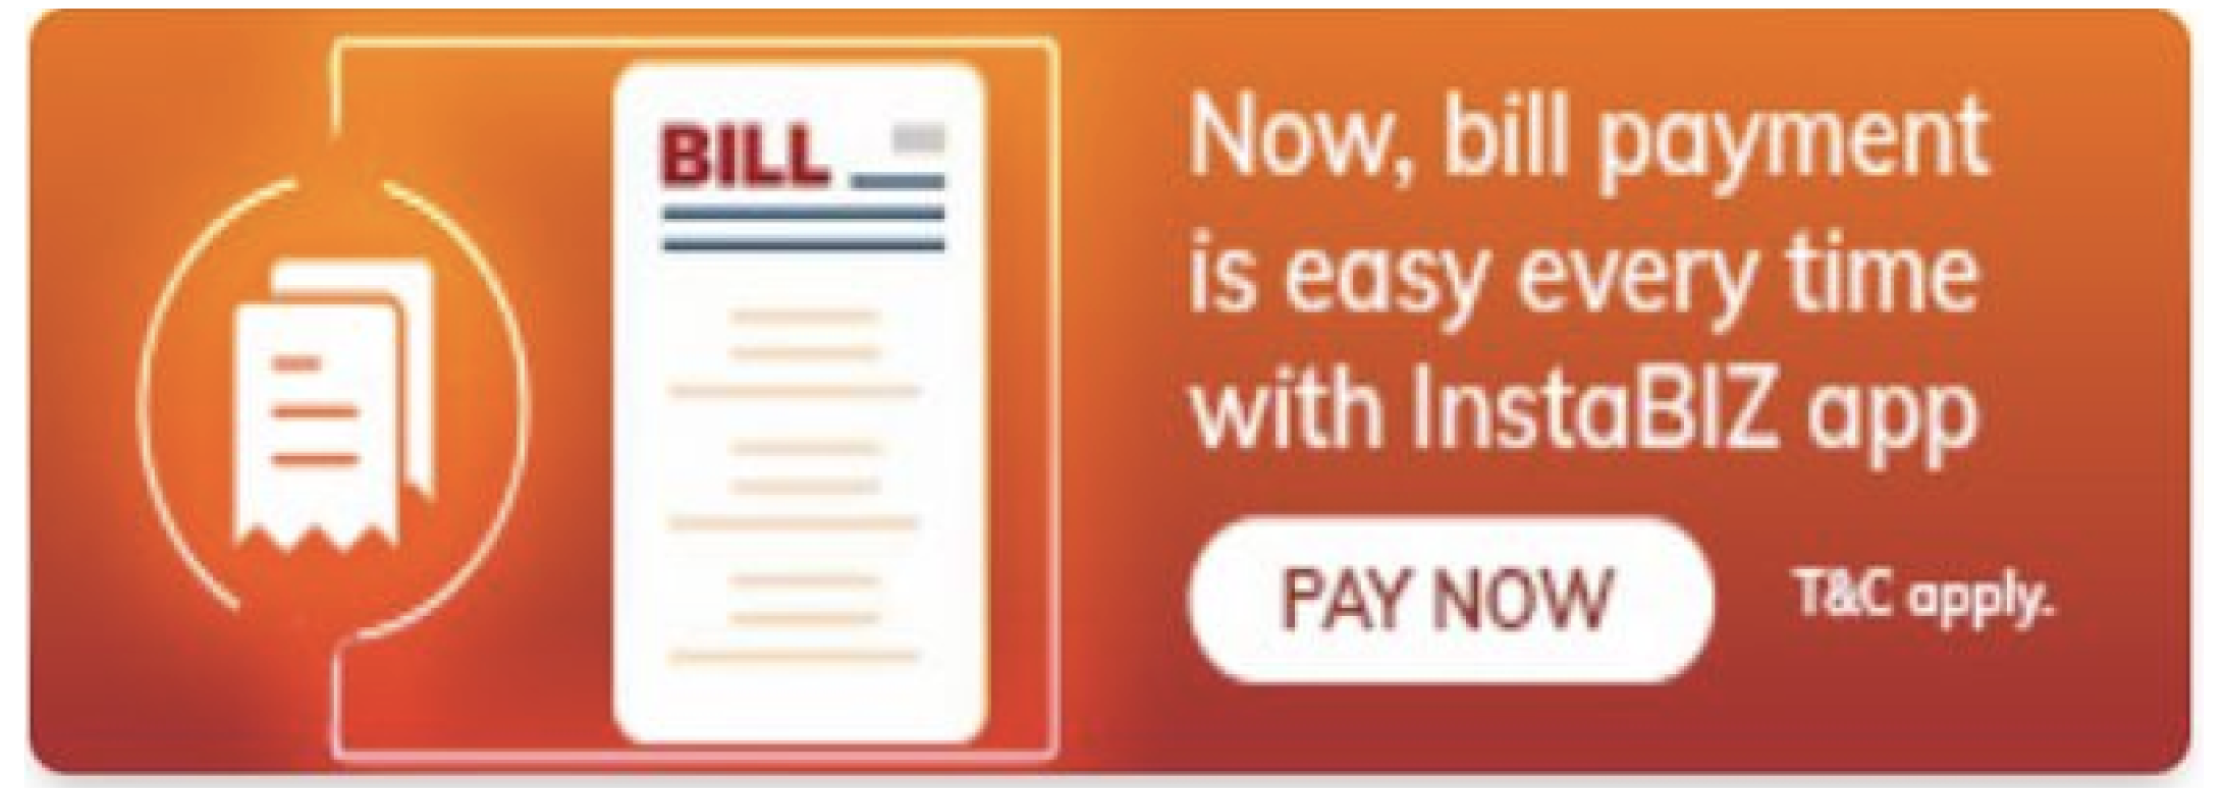 BILL
Now, bill payment
is easy every time
with InstaBIZ app
PAY NOW
T&C apply.